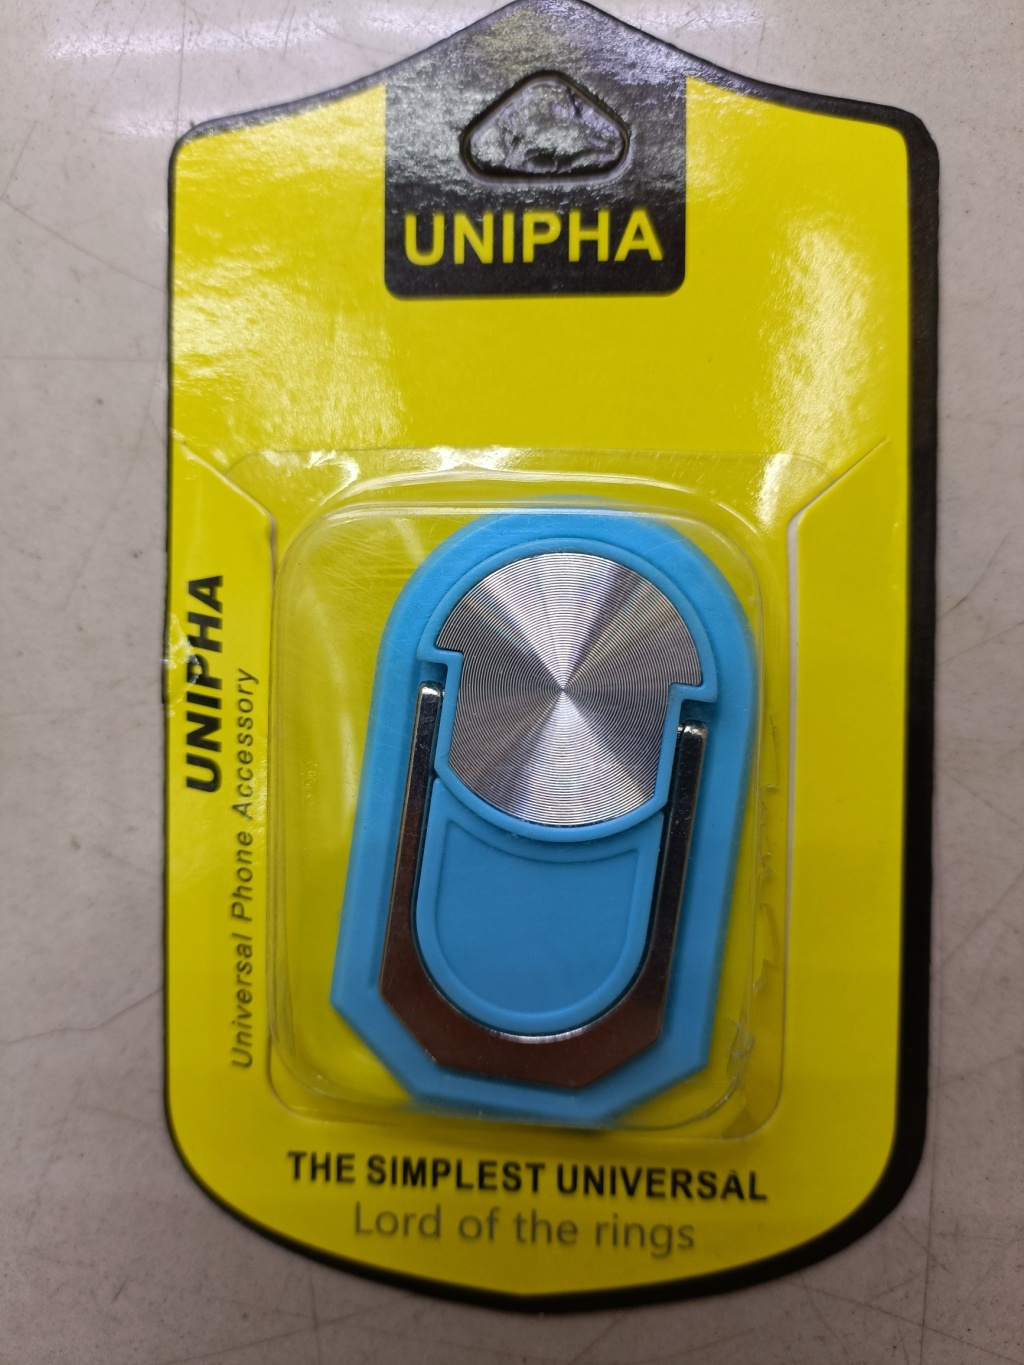 UNIPHA
UNIPHA
Universal Phone Accessory
THE SIMPLEST UNIVERSAL
Lord of the rings